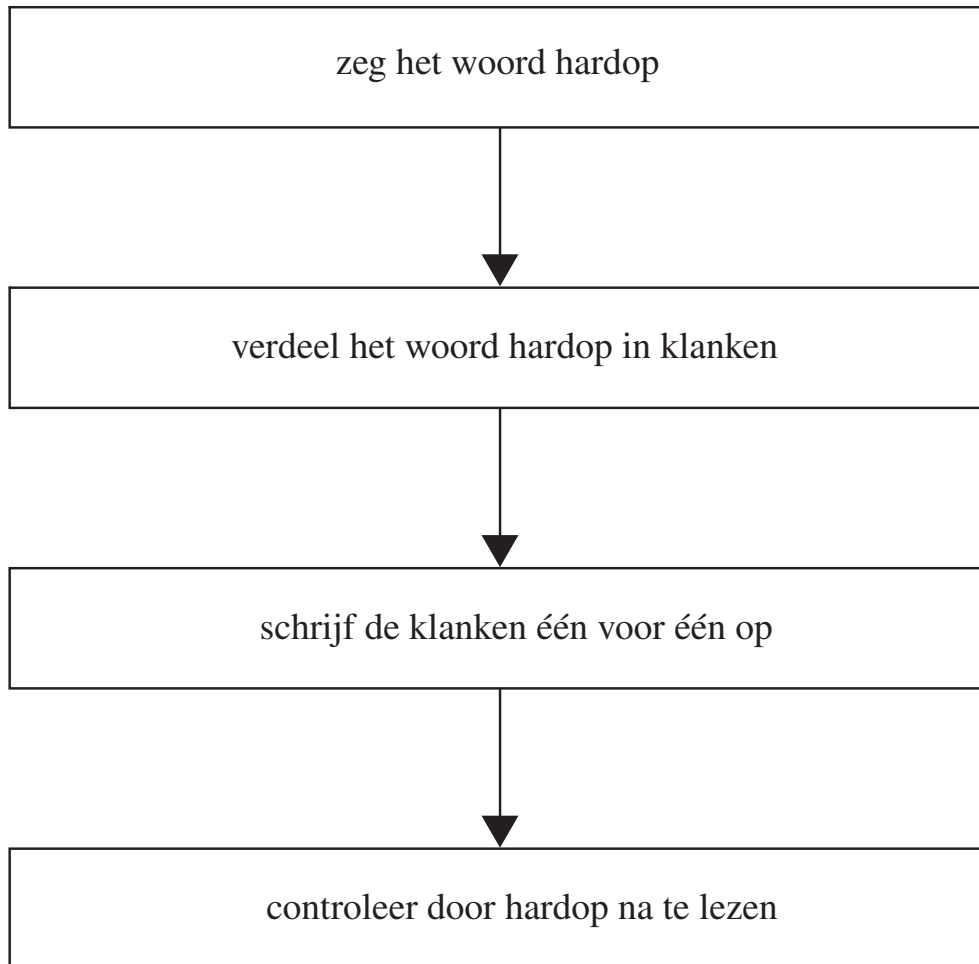 zeg het woord hardop
verdeel het woord hardop in klanken
schrijf de klanken één voor één op
controleer door hardop na te lezen